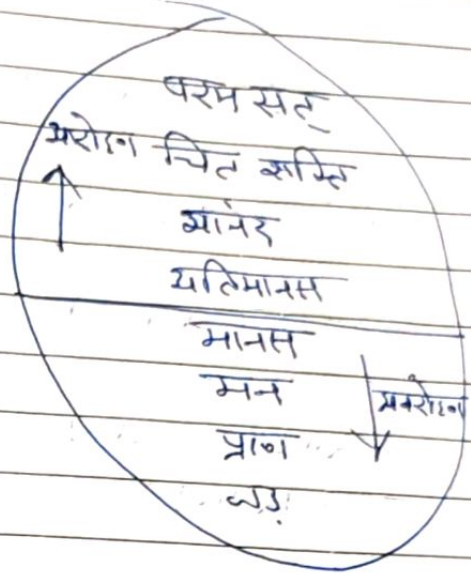 परम सत्
आरोहण चित शक्ति
आनंद
अतिमानस
मानस
मन
प्राण
अवरोहण
जड़